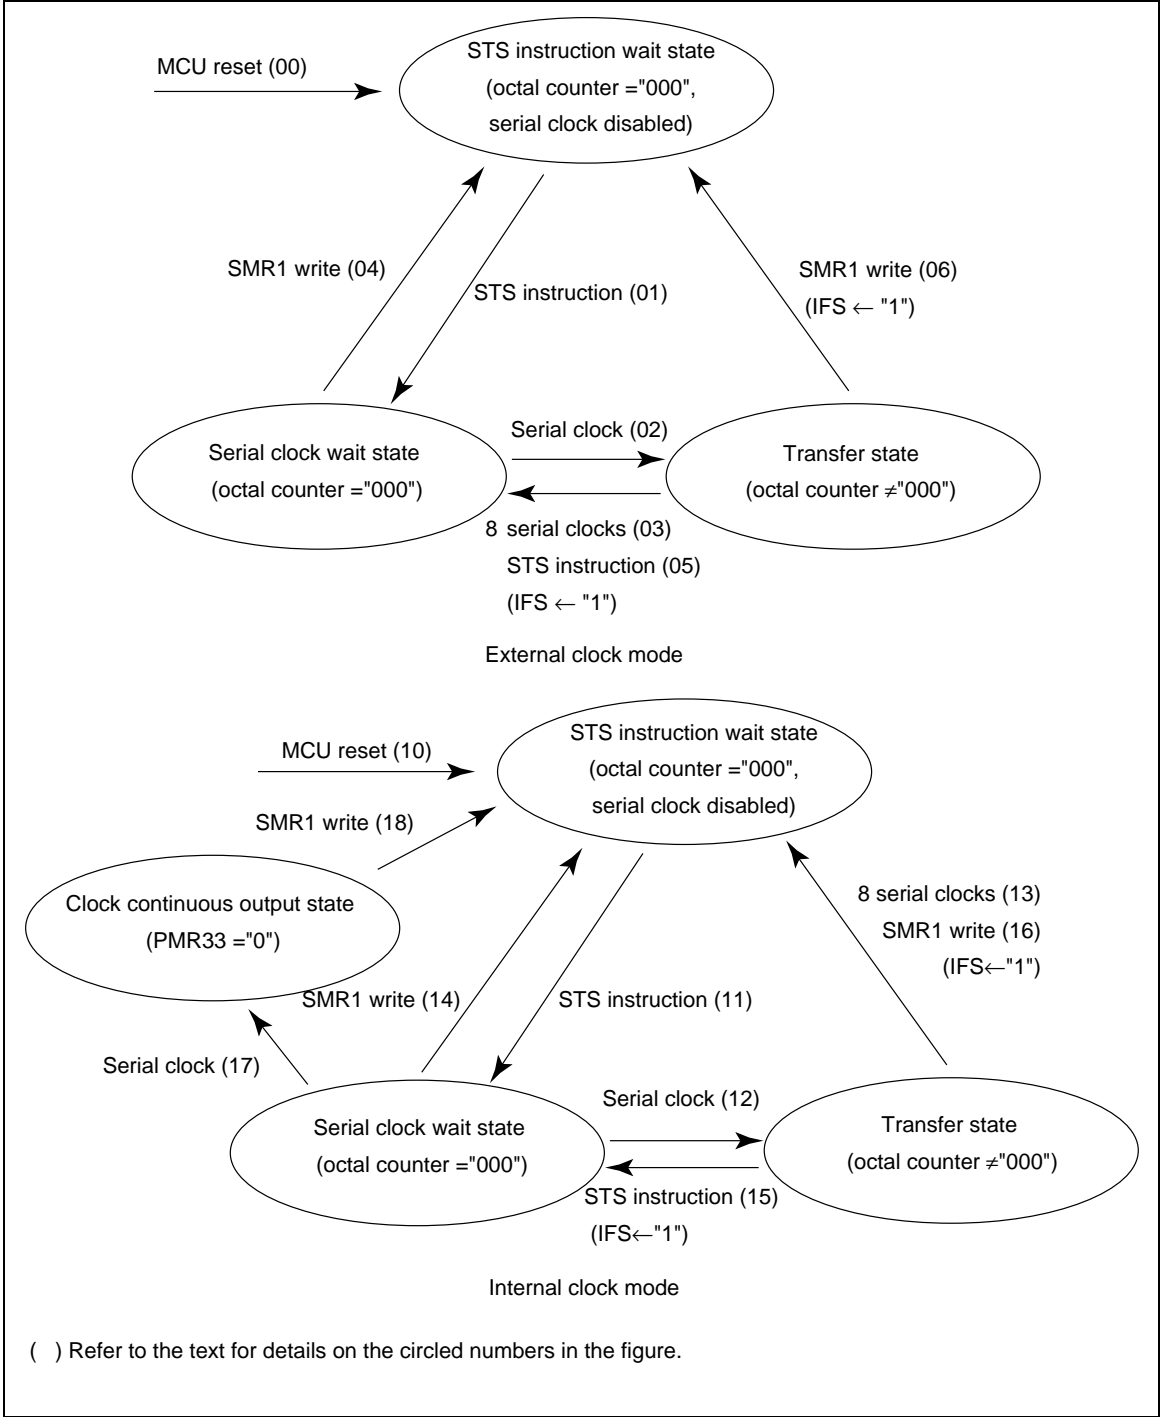 STS instruction wait state
MCU reset (00)
(octal counter ="000",
serial clock disabled)
SMR1 write (04)
SMR1 write (06)
STS instruction (01)
(IFS ← "1")
Serial clock (02)
Serial clock wait state
Transfer state
(octal counter ="000")
(octal counter ≠"000")
8 serial clocks (03)
STS instruction (05)
(IFS ← "1")
External clock mode
STS instruction wait state
MCU reset (10)
(octal counter ="000",
serial clock disabled)
SMR1 write (18)
Clock continuous output state
(PMR33 ="0")
8 serial clocks (13)
SMR1 write (16)
(IFS←"1")
SMR1 write (14)
STS instruction (11)
Serial clock (17)
Serial clock (12)
Serial clock wait state
(octal counter ="000")
Transfer state
(octal counter ≠"000")
STS instruction (15)
(IFS←"1")
Internal clock mode
( ) Refer to the text for details on the circled numbers in the figure.